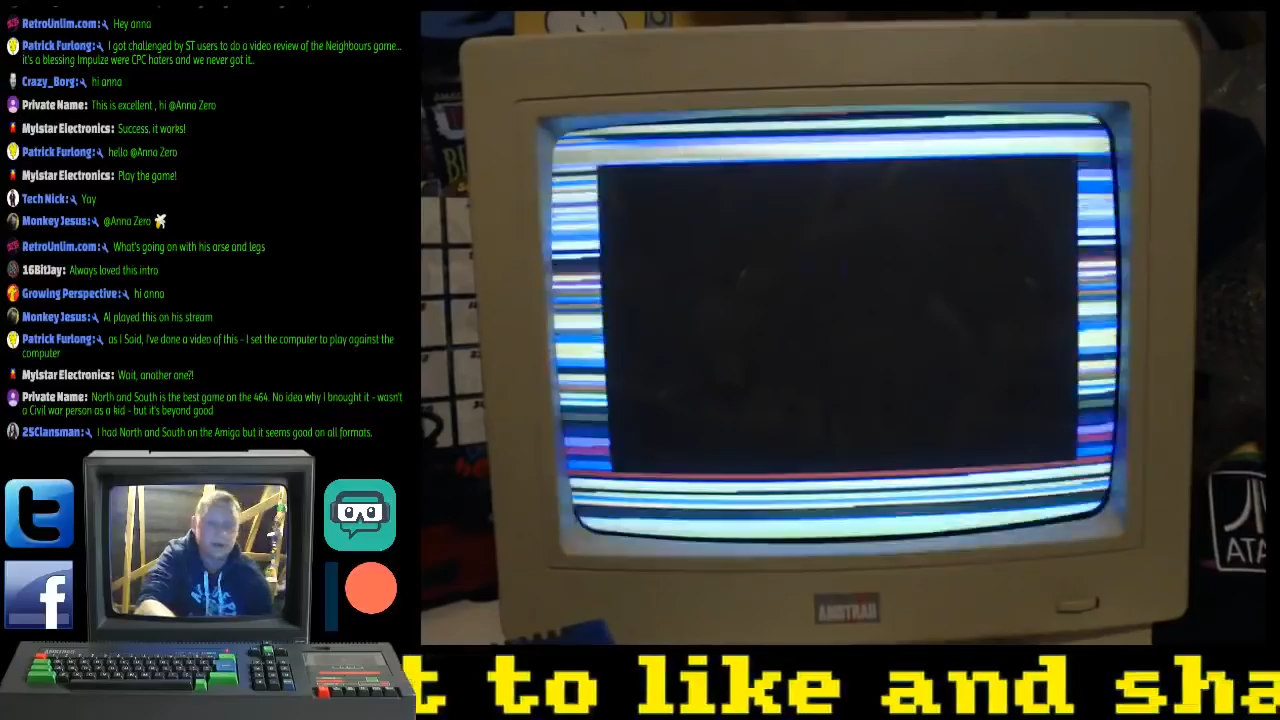 RetroUnlim.com: Hey anna
Patrick Furlong: I got challenged by ST users to do a video review of the Neighbours game...
it's a blessing Impulze were CPC haters and we never got it..
Crazy_Borg: hi anna
Private Name: This is excellent , hi @Anna Zero
Mylstar Electronics: Success, it works!
Patrick Furlong: hello @Anna Zero
Mylstar Electronics: Play the game!
Tech Nick: Yay
Monkey Jesus: @Anna Zero
RetroUnlim.com: What's going on with his arse and legs
16BitJay: Always loved this intro
Growing Perspective: hi anna
Monkey Jesus: Al played this on his stream
Patrick Furlong: as I Said, I've done a video of this - I set the computer to play against the
computer
Mylstar Electronics: Wait, another one?!
Private Name: North and South is the best game on the 464. No idea why I bnought it - wasn't
a Civil war person as a kid - but it's beyond good
25Clansman: I had North and South on the Amiga but it seems good on all formats.
AMSTRAD
ATA
t to like and sha